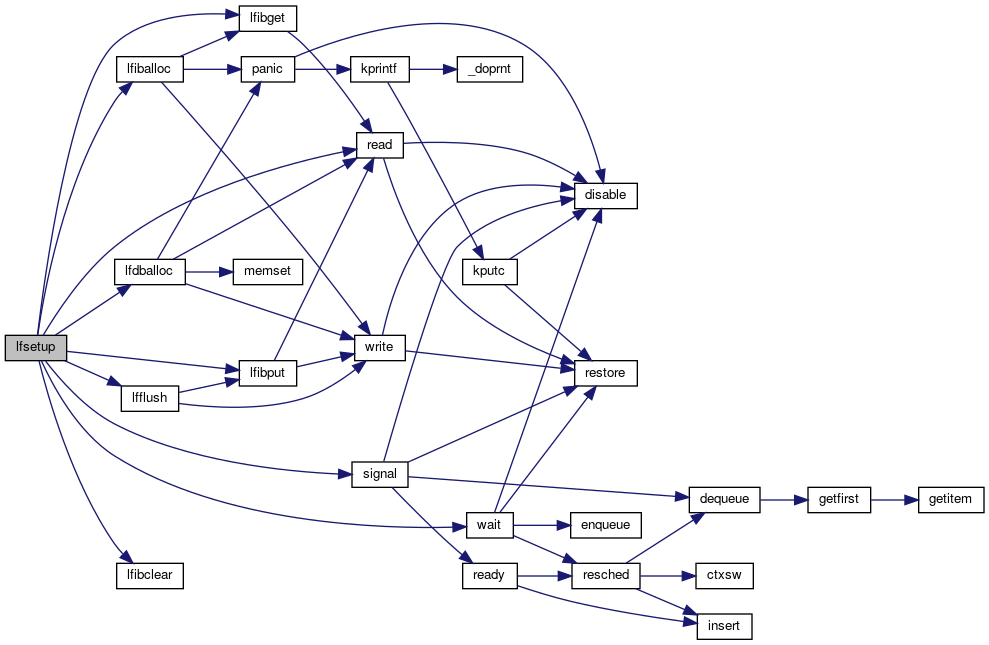 lfibget
lfiballoc
panic
kprintf
_doprnt
read
disable
lfdballoc
memset
kputc
lfsetup
write
lfibput
restore
lfflush
signal
dequeue
getfirst
getitem
wait
enqueue
lfibclear
ready
resched
ctxsw
insert